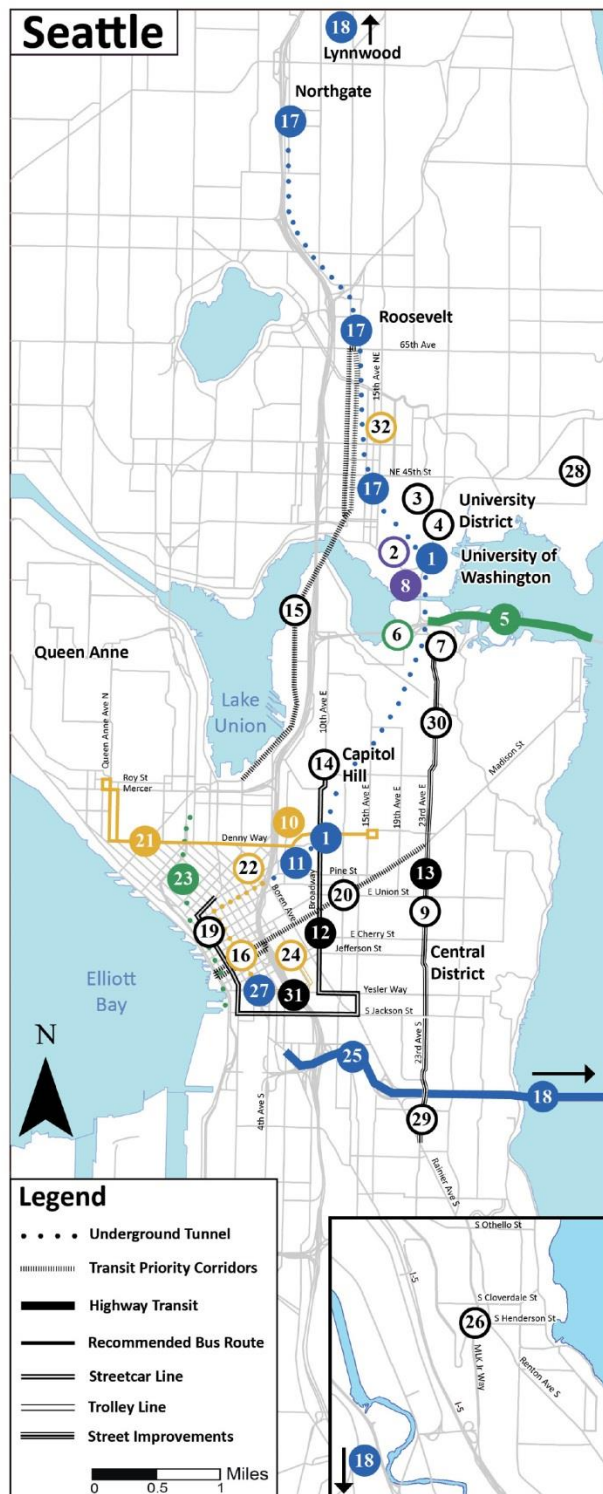 Seattle
18
Lynnwood
Northgate
17
Roosevelt
17
65th Ave
15th Ave NE
32
NE 45th St
28
17
3
University
District
4
2
1
University of
Washington
8
5
6
7
15
Queen Anne
Lake
Union
10th Ave E
30
Madison St
Queen Anne Ave N
14
Capitol
Hill
Roy St
Mercer
15th Ave E
19th Ave E
23rd Ave E
10
Denny Way
1
21
11
22
Pine St
13
23
Boren Ave
Broadway
20
E Union St
9
19
12
E Cherry St
Jefferson St
16
24
Central
District
Elliott
Bay
27
31
Yesler Way
S Jackson St
23rd Ave S
N
25
18
4th Ave S
29
Rainier Ave S
Legend
Underground Tunnel
Transit Priority Corridors
Highway Transit
Recommended Bus Route
Streetcar Line
Trolley Line
Street Improvements
Miles
0 0.5 1
S Othello St
I-5
S Cloverdale St
26
S Henderson St
MLK Jr Way
Renton Ave S
I-5
18